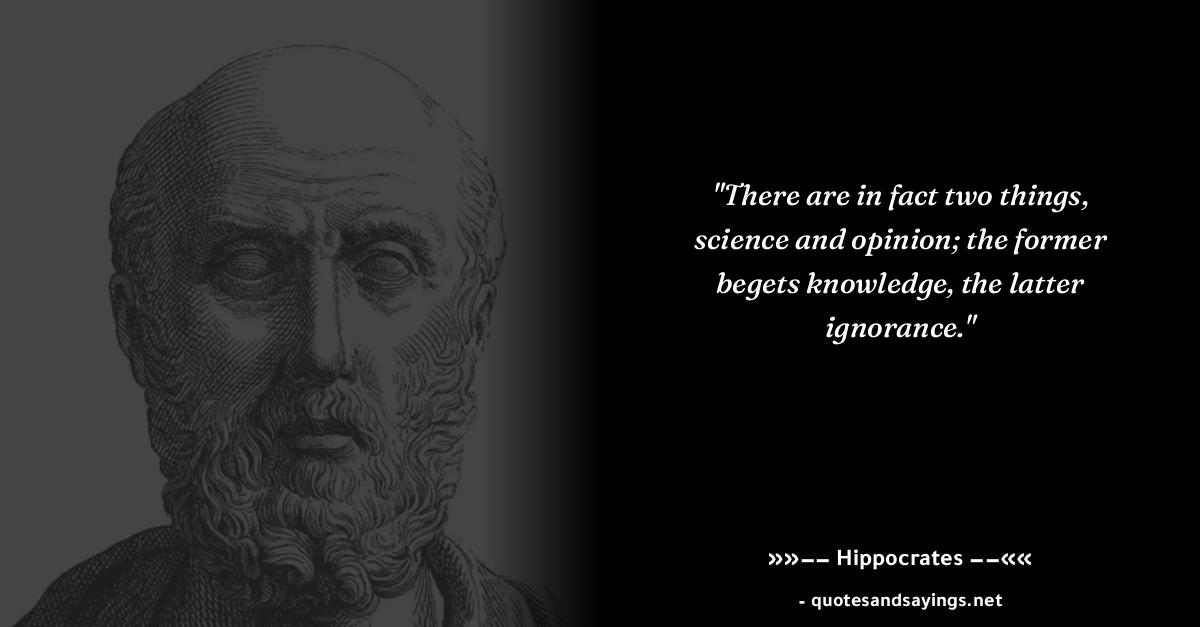 "There are in fact two things,
science and opinion; the former
begets knowledge, the latter
ignorance."
»»–– Hippocrates ––««
- quotesandsayings.net